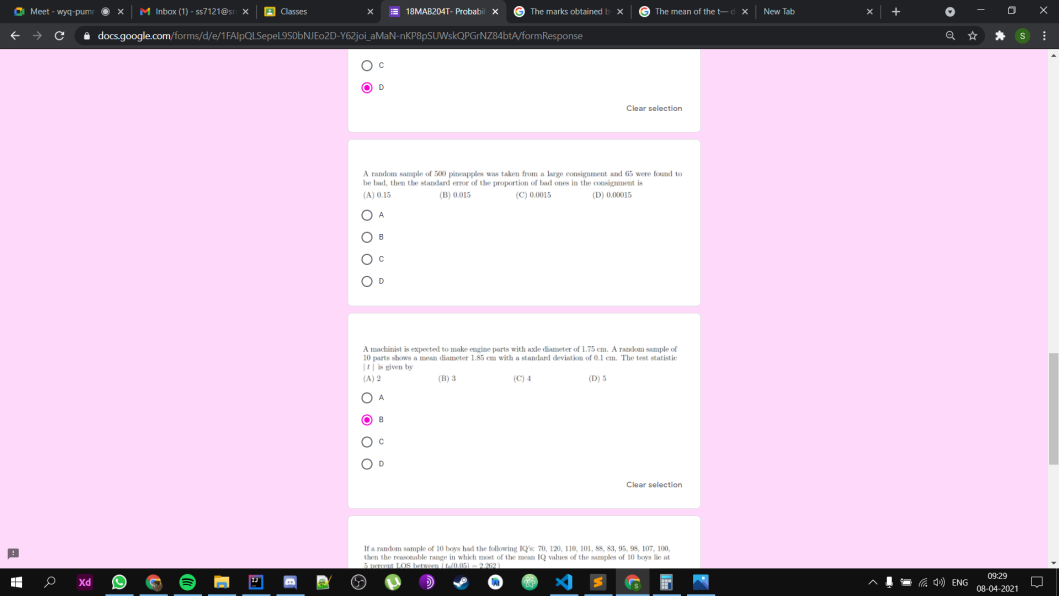 Meet - wyq-pumv
Inbox (1) - ss7121@sr
Classes
18MAB204T- Probabil
The marks obtained b
The mean of the t— d
New Tab
docs.google.com/forms/d/e/1FAIpQLSepeL9S0bNJEo2D-Y62joi_aMaN-nKP8pSUWskQPGrNZ84btA/formResponse
S
C
D
Clear selection
A random sample of 500 pineapples was taken from a large consignment and 65 were found to
be bad, then the standard error of the proportion of bad ones in the consignment is
(A) 0.15 (B) 0.015 (C) 0.0015 (D) 0.00015
A
B
C
D
A machinist is expected to make engine parts with axle diameter of 1.75 cm. A random sample of
10 parts shows a mean diameter 1.85 cm with a standard deviation of 0.1 cm. The test statistic
| t | is given by
(A) 2 (B) 3 (C) 4 (D) 5
A
B
C
D
Clear selection
If a random sample of 10 boys had the following IQ's: 70, 120, 110, 101, 88, 83, 95, 98, 107, 100,
then the reasonable range in which most of the mean IQ values of the samples of 10 boys lie at
5 percent LOS between (t₉(0.05) = 2.262)
Xd
ENG
09:29
08-04-2021